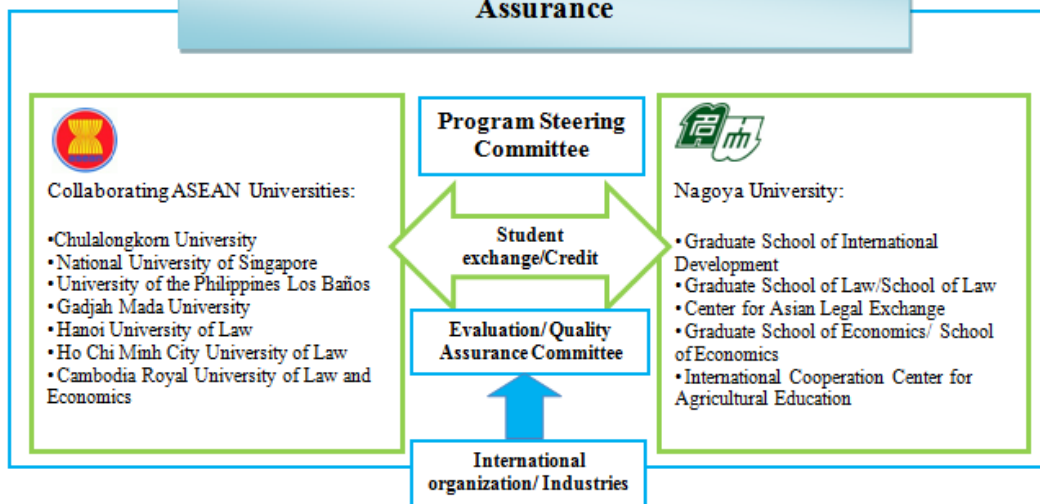 Assurance
Collaborating ASEAN Universities:
•Chulalongkorn University
•National University of Singapore
•University of the Philippines Los Baños
•Gadjah Mada University
•Hanoi University of Law
•Ho Chi Minh City University of Law
•Cambodia Royal University of Law and
Economics
Program Steering
Committee
Student
exchange/Credit
Evaluation/ Quality
Assurance Committee
International
organization/ Industries
Nagoya University:
•Graduate School of International
Development
•Graduate School of Law/School of Law
•Center for Asian Legal Exchange
•Graduate School of Economics/ School
of Economics
•International Cooperation Center for
Agricultural Education